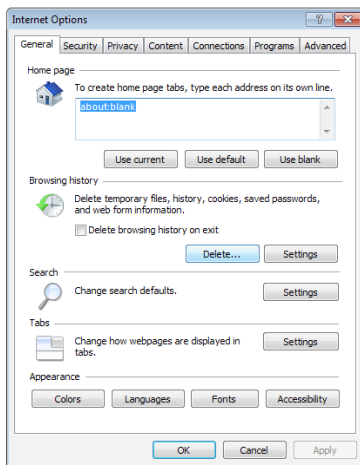 Internet Options
General Security Privacy Content Connections Programs Advanced
Home page
To create home page tabs, type each address on its own line.
about:blank
Use current Use default Use blank
Browsing history
Delete temporary files, history, cookies, saved passwords,
and web form information.
Delete browsing history on exit
Delete... Settings
Search
Change search defaults. Settings
Tabs
Change how webpages are displayed in
tabs.
Settings
Appearance
Colors Languages Fonts Accessibility
OK Cancel Apply